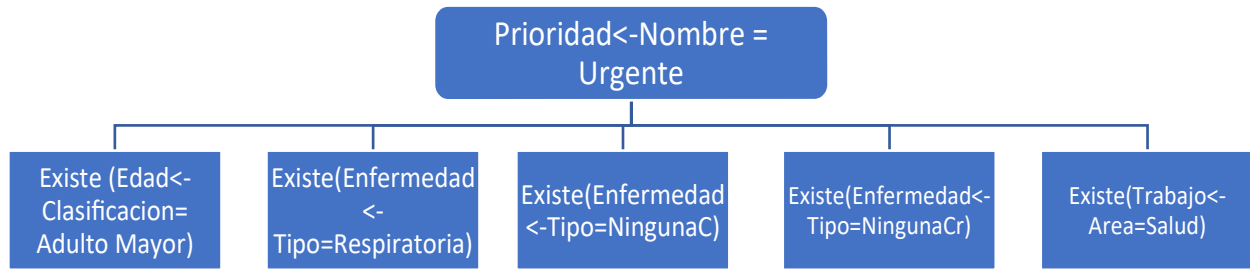 Prioridad<-Nombre =
Urgente
Existe (Edad<-
Clasificacion=
Adulto Mayor)
Existe(Enfermedad
<-
Tipo=Respiratoria)
Existe(Enfermedad
<-Tipo=NingunaC)
Existe(Enfermedad<-
Tipo=NingunaCr)
Existe(Trabajo<-
Area=Salud)